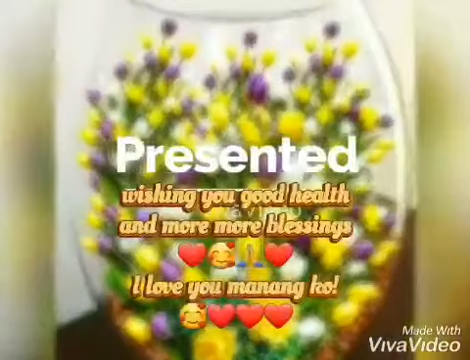 Presented
wishing you good health
and more more blessings
❤️🥰🙏❤️
I love you manang ko!
🥰❤️❤️❤️
Made With
VivaVideo